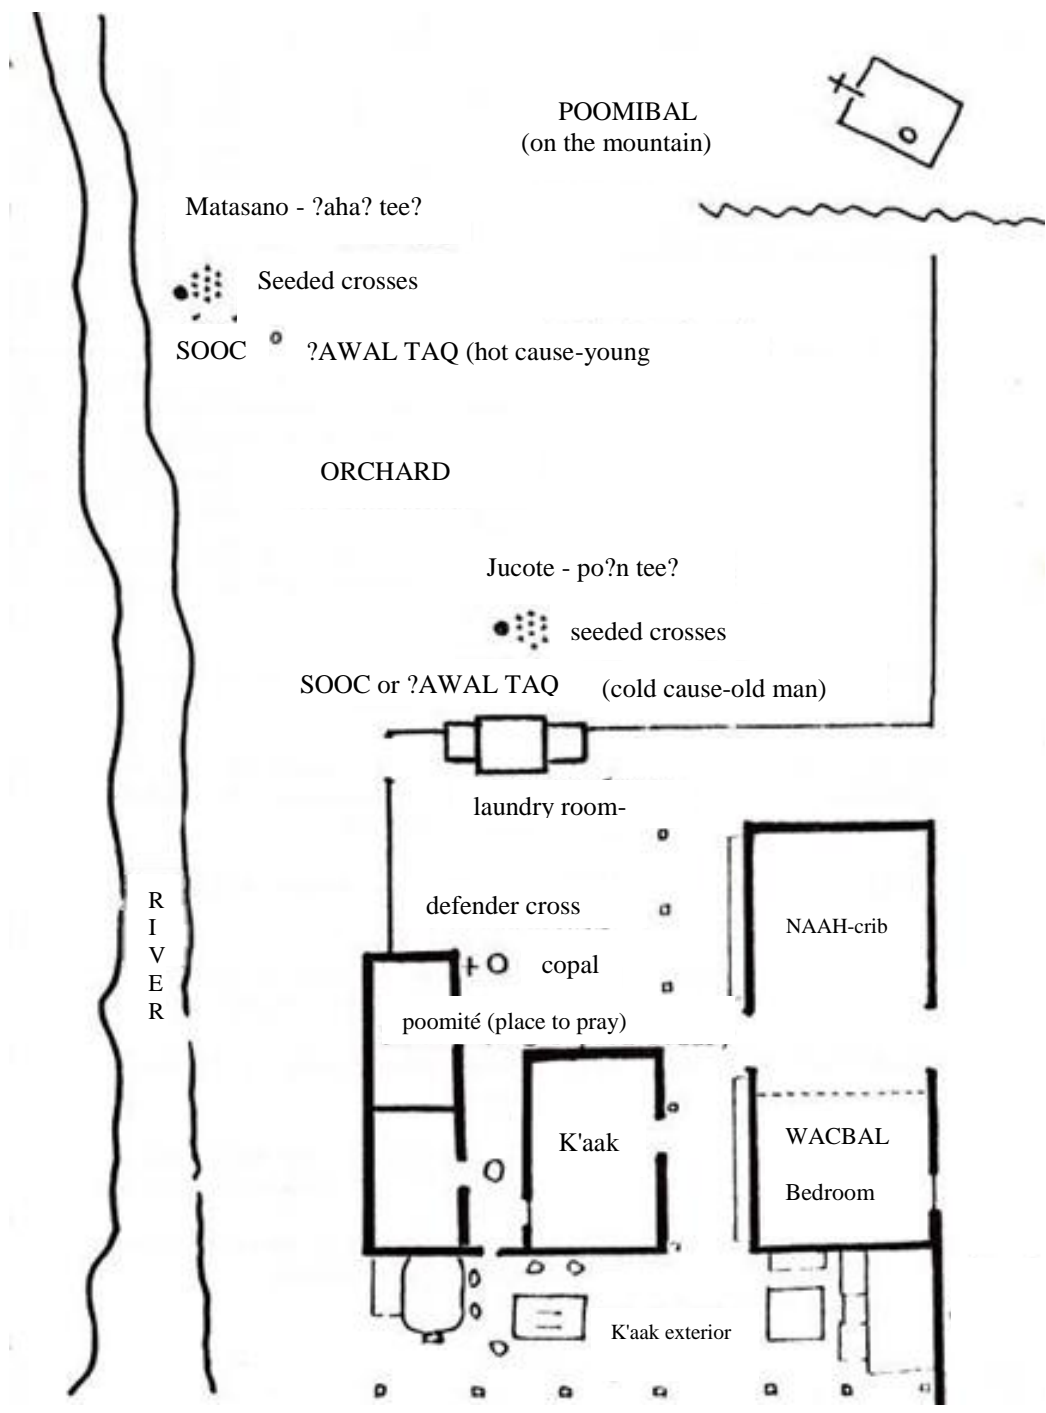 POOMIBAL
(on the mountain)
Matasano - ?aha? tee?
Seeded crosses
SOOC
?AWAL TAQ (hot cause-young
ORCHARD
Jucote - po?n tee?
seeded crosses
SOOC or ?AWAL TAQ (cold cause-old man)
laundry room-
defender cross
NAAH-crib
RIVER
copal
poomité (place to pray)
K'aak
WACBAL
Bedroom
K'aak exterior